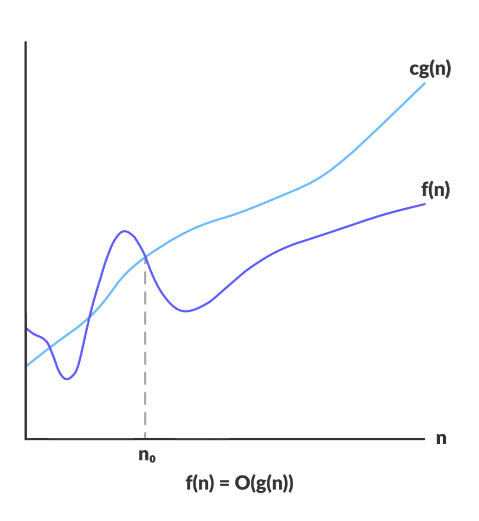 cg(n)
f(n)
n
n₀
f(n) = O(g(n))